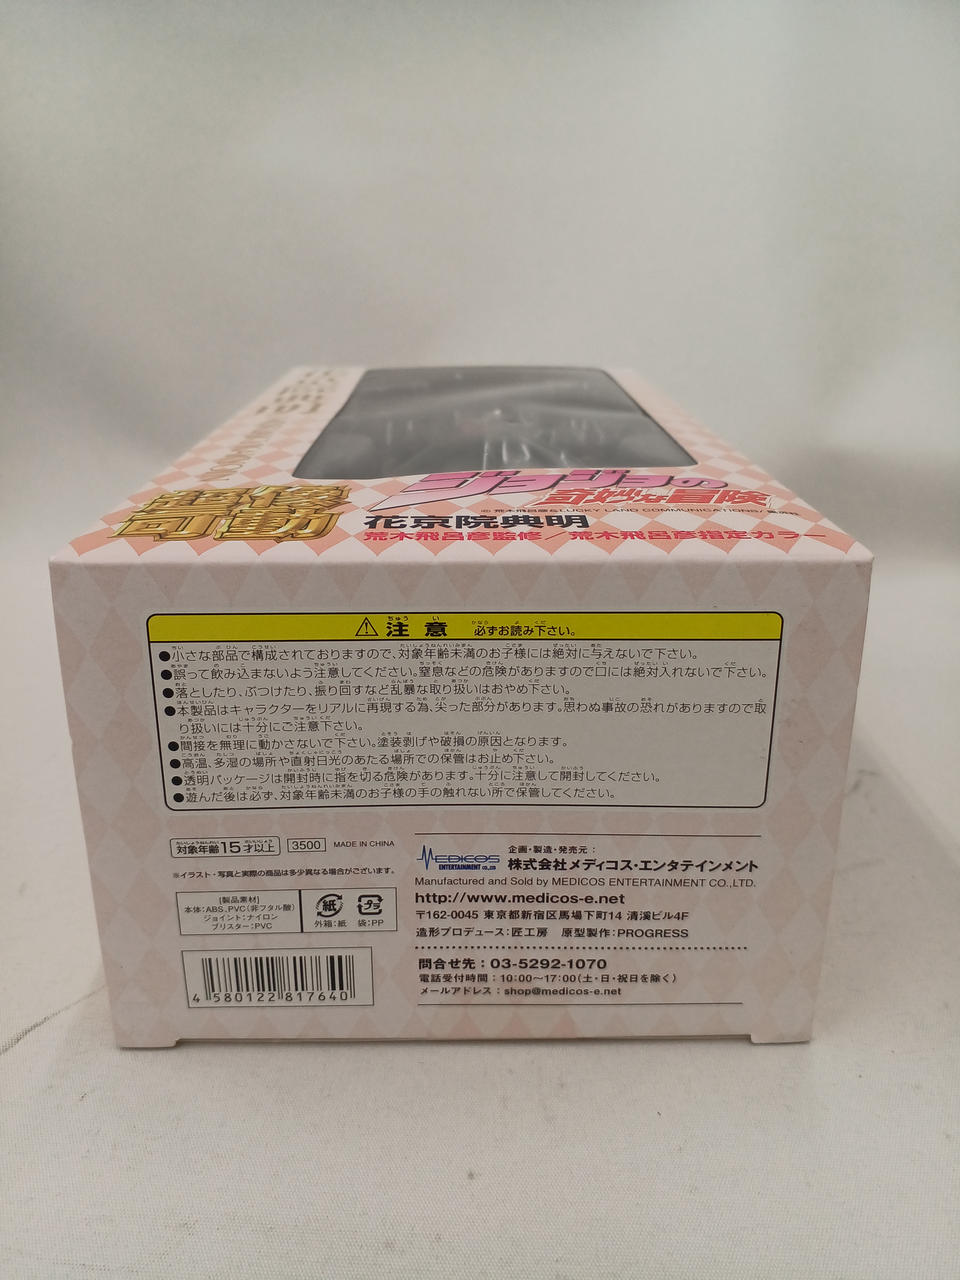 超像
可動
ジョジョの
奇妙な冒険
© 荒木飛呂彦&LUCKY LAND COMMUNICATIONS/集英社
花京院典明
荒木飛呂彦監修／荒木飛呂彦指定カラー
⚠注意 必ずお読み下さい。
●小さな部品で構成されておりますので、対象年齢未満のお子様には絶対に与えないで下さい。
●誤って飲み込まないよう注意してください。窒息などの危険がありますので口には絶対入れないで下さい。
●落としたり、ぶつけたり、振り回すなど乱暴な取り扱いはおやめ下さい。
●本製品はキャラクターをリアルに再現する為、尖った部分があります。思わぬ事故の恐れがありますので取
り扱いには十分にご注意下さい。
●間接を無理に動かさないで下さい。塗装剥げや破損の原因となります。
●高温、多湿の場所や直射日光のあたる場所での保管はお止め下さい。
●透明パッケージは開封時に指を切る危険があります。十分に注意して開封してください。
●遊んだ後は必ず、対象年齢未満のお子様の手の触れない所で保管してください。
対象年齢15才以上 3500 MADE IN CHINA
※イラスト・写真と実際の商品は多少異なる場合がございます。
[製品素材]
本体:ABS、PVC(非フタル酸)
ジョイント:ナイロン
ブリスター:PVC
紙 プラ
外箱:紙 袋:PP
4 580122 817640
MEDICOS
ENTERTAINMENT CO.,LTD
企画・製造・発売元:
株式会社メディコス・エンタテインメント
Manufactured and Sold by MEDICOS ENTERTAINMENT CO.,LTD.
http://www.medicos-e.net
〒162-0045 東京都新宿区馬場下町14 清溪ビル4F
造形プロデュース:匠工房 原型製作:PROGRESS
問合せ先:03-5292-1070
電話受付時間:10:00～17:00(土・日・祝日を除く)
メールアドレス:shop@medicos-e.net